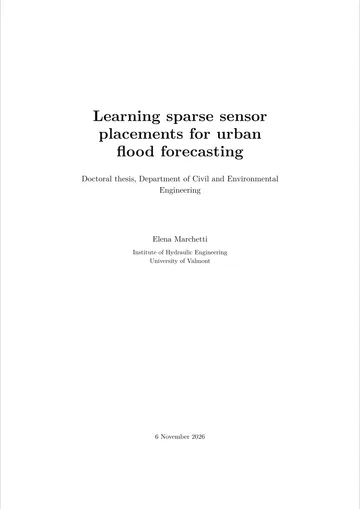 Learning sparse sensor
placements for urban
flood forecasting
Doctoral thesis, Department of Civil and Environmental
Engineering
Elena Marchetti
Institute of Hydraulic Engineering
University of Valmont
6 November 2026